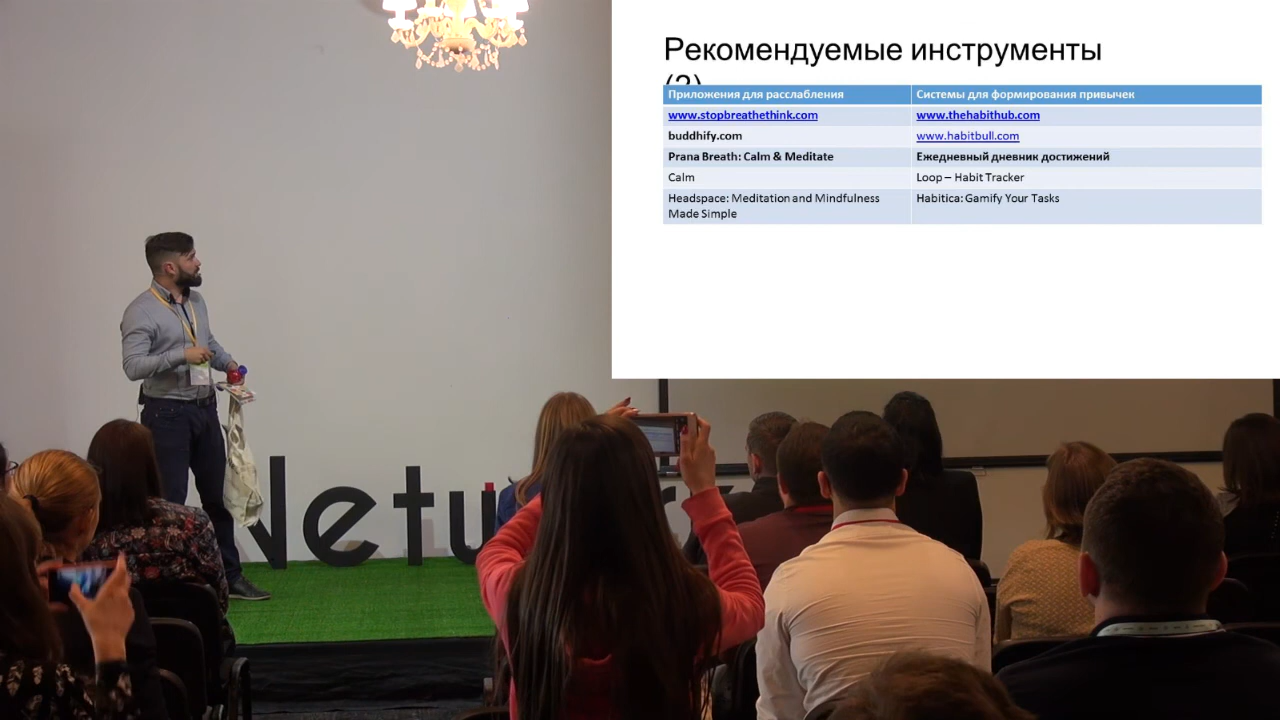 Рекомендуемые инструменты
(2)
Приложения для расслабления
Системы для формирования привычек
www.stopbreathethink.com
www.thehabithub.com
buddhify.com
www.habitbull.com
Prana Breath: Calm & Meditate
Ежедневный дневник достижений
Calm
Loop – Habit Tracker
Headspace: Meditation and Mindfulness
Made Simple
Habitica: Gamify Your Tasks
Netw